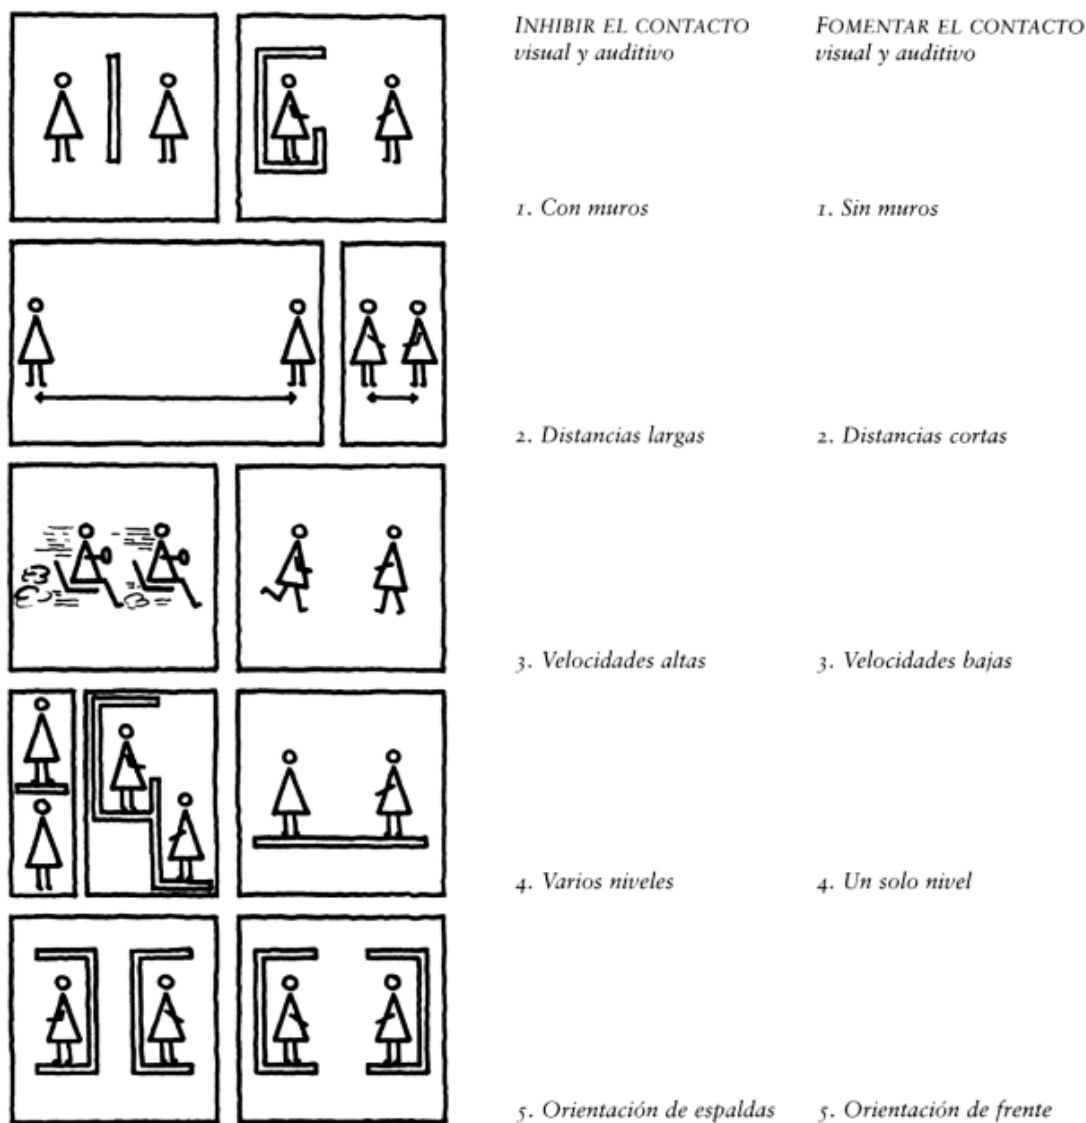 INHIBIR EL CONTACTO
visual y auditivo
FOMENTAR EL CONTACTO
visual y auditivo
1. Con muros
1. Sin muros
2. Distancias largas
2. Distancias cortas
3. Velocidades altas
3. Velocidades bajas
4. Varios niveles
4. Un solo nivel
5. Orientación de espaldas
5. Orientación de frente